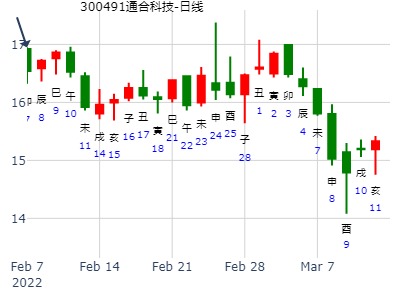 300491通合科技-日线
17
16
15
14
卯 辰 巳 午 未 戌 亥 子 丑 寅 巳 午 未 申 酉 子 丑 寅 卯 辰 未 申 酉 戌 亥
7 8 9 10 11 14 15 16 17 18 21 22 23 24 25 28 1 2 3 4 7 8 9 10 11
Feb 7 Feb 14 Feb 21 Feb 28 Mar 7
2022